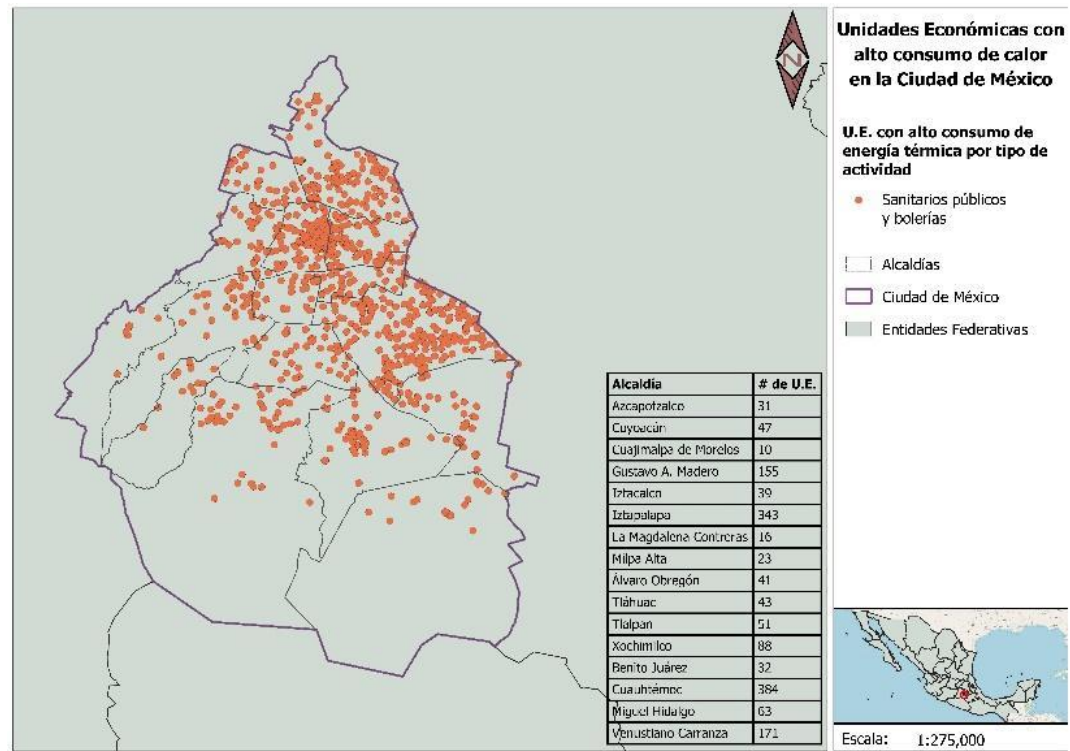 N
Unidades Económicas con
alto consumo de calor
en la Ciudad de México
U.E. con alto consumo de
energía térmica por tipo de
actividad
Sanitarios públicos
y bolerías
Alcaldías
Ciudad de México
Entidades Federativas
Alcaldía # de U.E.
Azcapotzalco 31
Cuyoacán 47
Cuajimalpa de Morelos 10
Gustavo A. Madero 155
Iztacalco 39
Iztapalapa 343
La Magdalena Contreras 16
Milpa Alta 23
Álvaro Obregón 41
Tláhuac 43
Tlalpan 51
Xochimilco 88
Benito Juárez 32
Cuauhtémoc 384
Miguel Hidalgo 63
Venustiano Carranza 171
Escala: 1:275,000